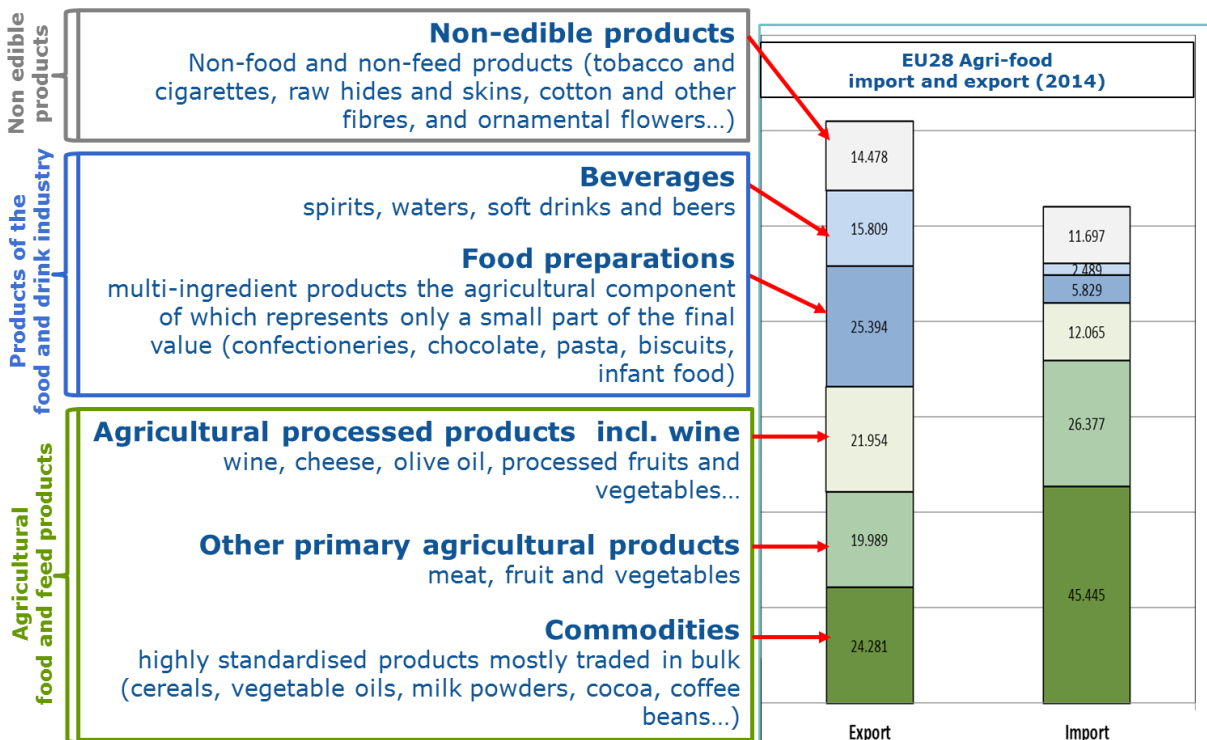 Non edible
products
Non-edible products
Non-food and non-feed products (tobacco and
cigarettes, raw hides and skins, cotton and other
fibres, and ornamental flowers…)
Products of the
food and drink industry
Beverages
spirits, waters, soft drinks and beers
Food preparations
multi-ingredient products the agricultural component
of which represents only a small part of the final
value (confectioneries, chocolate, pasta, biscuits,
infant food)
Agricultural
food and feed products
Agricultural processed products incl. wine
wine, cheese, olive oil, processed fruits and
vegetables…
Other primary agricultural products
meat, fruit and vegetables
Commodities
highly standardised products mostly traded in bulk
(cereals, vegetable oils, milk powders, cocoa, coffee
beans…)
EU28 Agri-food
import and export (2014)
14.478
15.809
25.394
21.954
19.989
24.281
Export
11.697
2.489
5.829
12.065
26.377
45.445
Import